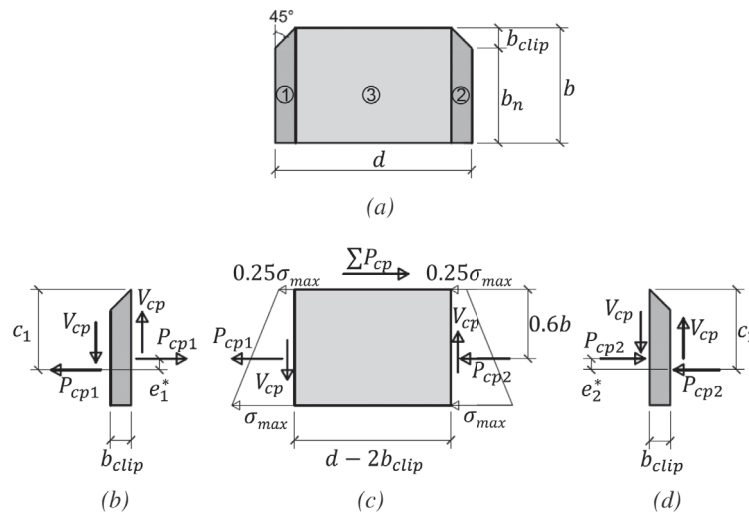 45°
b_clip
① ③ ② b_n b
d
(a)
ΣP_cp
0.25σ_max 0.25σ_max
c_1 V_cp V_cp P_cp1 P_cp1 V_cp V_cp 0.6b V_cp V_cp
P_cp1 e_1^* P_cp2 P_cp2 e_2^* P_cp2
σ_max σ_max
b_clip d − 2b_clip b_clip
(b) (c) (d)